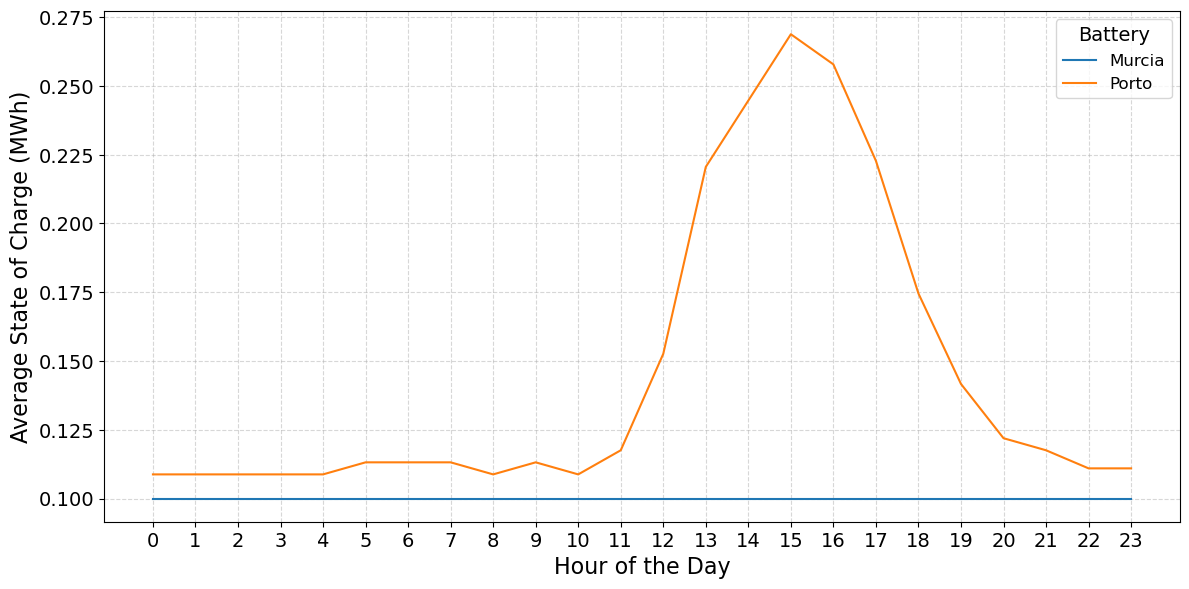 Average State of Charge (MWh)
0.275
0.250
0.225
0.200
0.175
0.150
0.125
0.100
Battery
Murcia
Porto
0 1 2 3 4 5 6 7 8 9 10 11 12 13 14 15 16 17 18 19 20 21 22 23
Hour of the Day